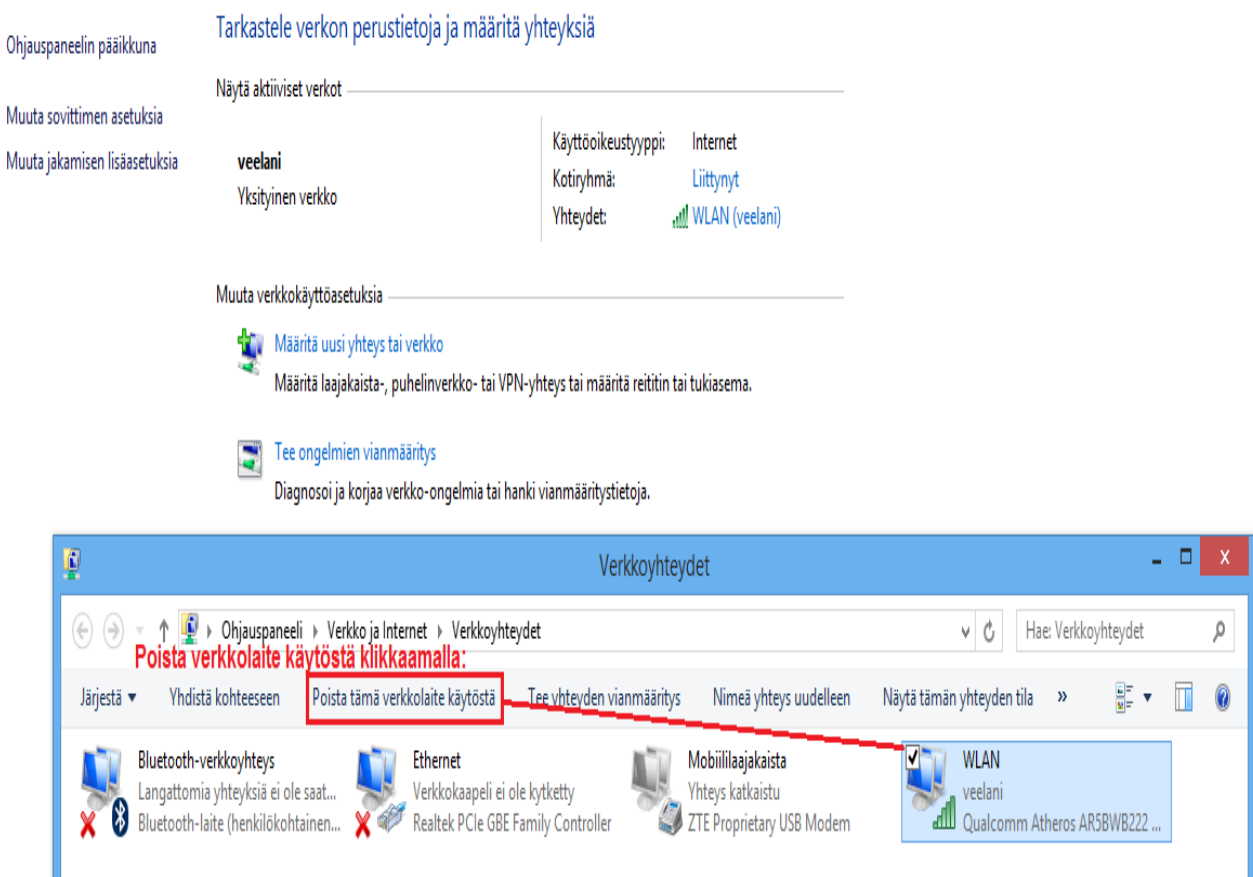 Tarkastele verkon perustietoja ja määritä yhteyksiä
Ohjauspaneelin pääikkuna
Muuta sovittimen asetuksia
Muuta jakamisen lisäasetuksia
Näytä aktiiviset verkot
veelani
Yksityinen verkko
Käyttöoikeustyyppi: Internet
Kotiryhmä: Liittynyt
Yhteydet: WLAN (veelani)
Muuta verkkokäyttöasetuksia
Määritä uusi yhteys tai verkko
Määritä laajakaista-, puhelinverkko- tai VPN-yhteys tai määritä reititin tai tukiasema.
Tee ongelmien vianmääritys
Diagnosoi ja korjaa verkko-ongelmia tai hanki vianmääritystietoja.
Verkkoyhteydet
Ohjauspaneeli Verkko ja Internet Verkkoyhteydet
Hae: Verkkoyhteydet
Poista verkkolaite käytöstä klikkaamalla:
Järjestä Yhdistä kohteeseen Poista tämä verkkolaite käytöstä Tee yhteyden vianmääritys Nimeä yhteys uudelleen Näytä tämän yhteyden tila »
Bluetooth-verkkoyhteys
Langattomia yhteyksiä ei ole saat...
Bluetooth-laite (henkilökohtainen...
Ethernet
Verkkokaapeli ei ole kytketty
Realtek PCIe GBE Family Controller
Mobiililaajakaista
Yhteys katkaistu
ZTE Proprietary USB Modem
WLAN
veelani
Qualcomm Atheros AR5BWB222 ...